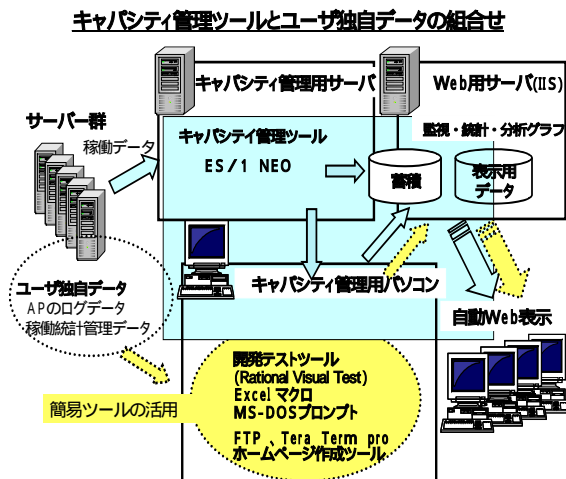 キャパシティ管理ツールとユーザ独自データの組合せ
キャパシティ管理用サーバ
Web用サーバ(IIS)
サーバー群
稼働データ
キャパシティ管理ツール
ES/1 NEO
監視・統計・分析グラフ
蓄積
表示用
データ
ユーザ独自データ
APのログデータ
稼働統計管理データ
キャパシティ管理用パソコン
自動Web表示
簡易ツールの活用
開発テストツール
(Rational Visual Test)
Excel マクロ
MS-DOSプロンプト
FTP 、Tera Term pro
ホームページ作成ツール